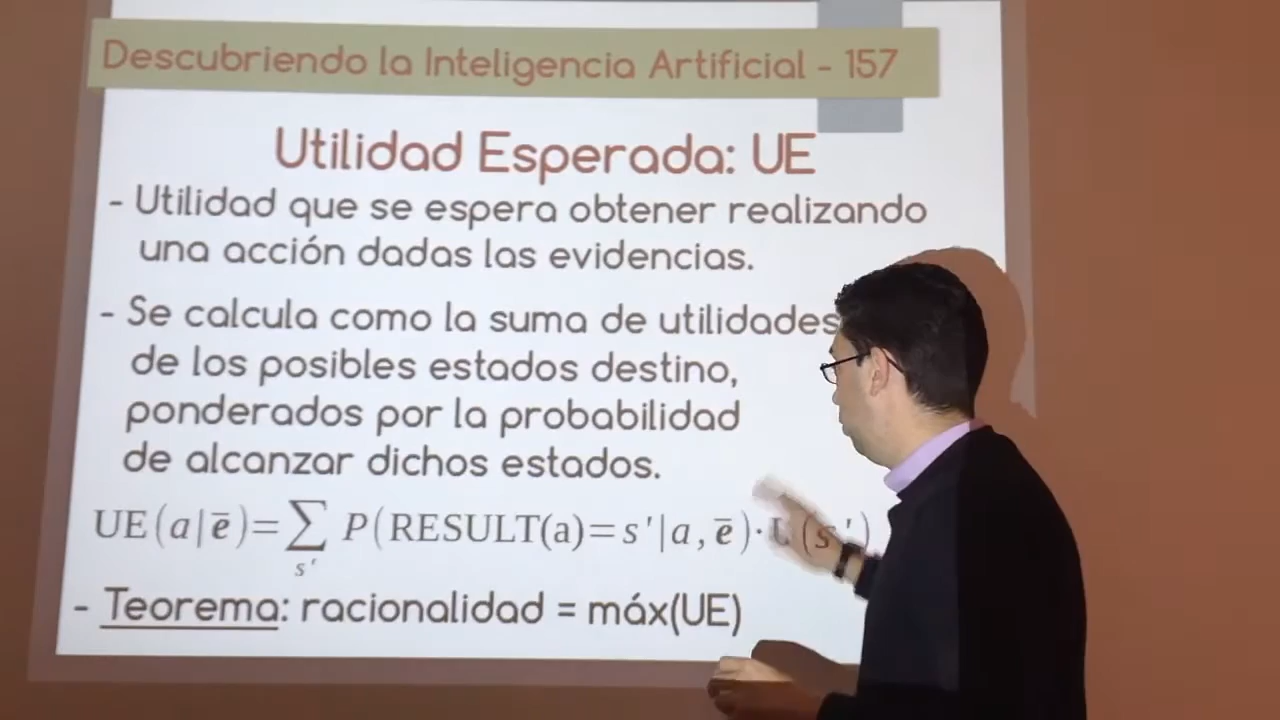 Descubriendo la Inteligencia Artificial - 157
Utilidad Esperada: UE
- Utilidad que se espera obtener realizando
una acción dadas las evidencias.
- Se calcula como la suma de utilidades
de los posibles estados destino,
ponderados por la probabilidad
de alcanzar dichos estados.
UE(a|ē)=∑ P(RESULT(a)=s'|a,ē)·U(s')
s'
- Teorema: racionalidad = máx(UE)